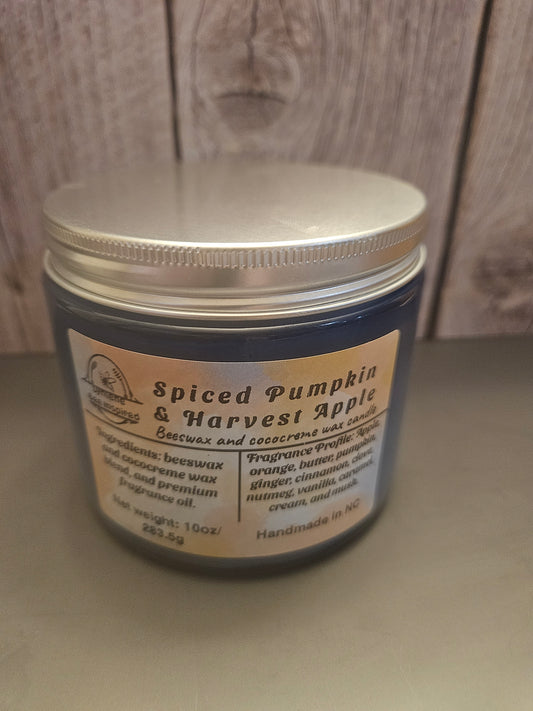 Bee Inspired
Spiced Pumpkin
& Harvest Apple
Beeswax and cococreme wax candle
Ingredients: beeswax
and cococreme wax
blend, and premium
fragrance oil.
Net weight: 10oz/
283.5g
Fragrance Profile: Apple,
orange, butter, pumpkin,
ginger, cinnamon, clove,
nutmeg, vanilla, caramel,
cream, and musk.
Handmade in NC